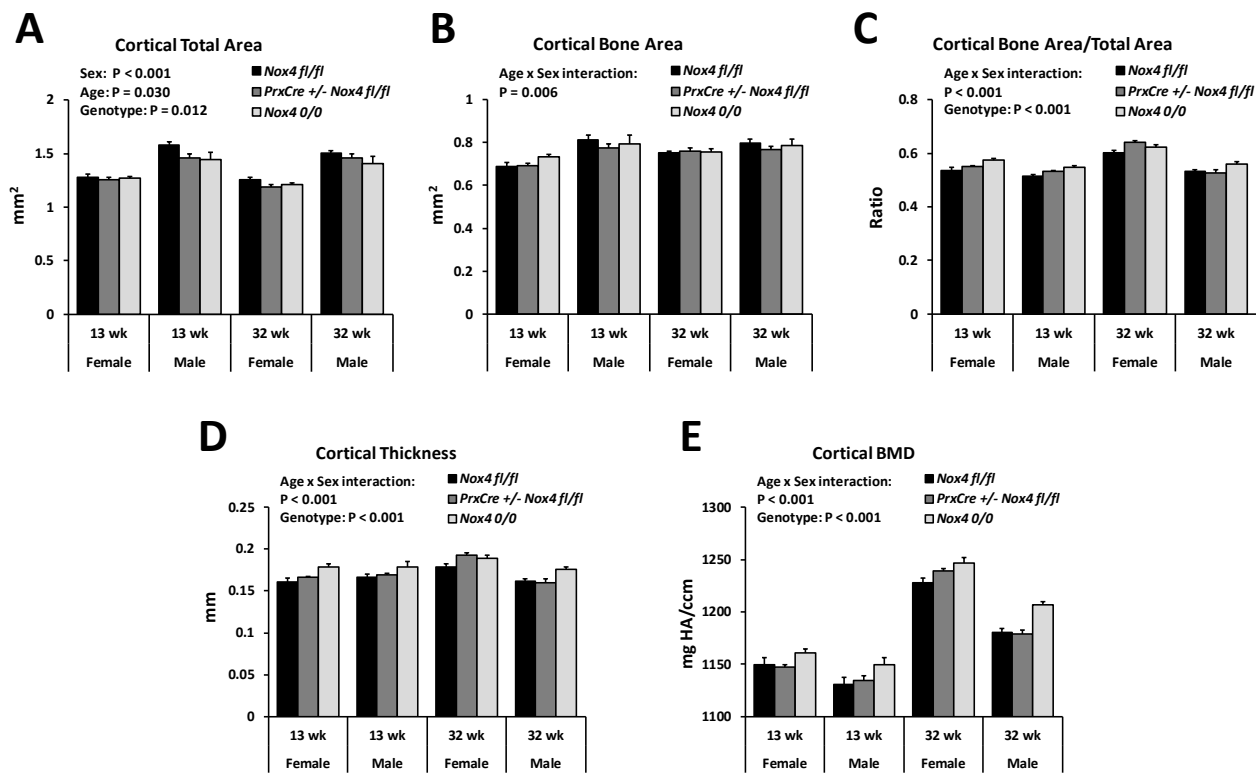 A
Cortical Total Area
Sex: P < 0.001
Age: P = 0.030
Genotype: P = 0.012
Nox4 fl/fl
PrxCre +/- Nox4 fl/fl
Nox4 0/0
mm²
2
1.5
1
0.5
0
13 wk 13 wk 32 wk 32 wk
Female Male Female Male
B
Cortical Bone Area
Age x Sex interaction:
P = 0.006
Nox4 fl/fl
PrxCre +/- Nox4 fl/fl
Nox4 0/0
mm²
1
0.8
0.6
0.4
0.2
0
13 wk 13 wk 32 wk 32 wk
Female Male Female Male
C
Cortical Bone Area/Total Area
Age x Sex interaction:
P < 0.001
Genotype: P < 0.001
Nox4 fl/fl
PrxCre +/- Nox4 fl/fl
Nox4 0/0
Ratio
0.8
0.6
0.4
0.2
0
13 wk 13 wk 32 wk 32 wk
Female Male Female Male
D
Cortical Thickness
Age x Sex interaction:
P < 0.001
Genotype: P < 0.001
Nox4 fl/fl
PrxCre +/- Nox4 fl/fl
Nox4 0/0
mm
0.25
0.2
0.15
0.1
0.05
0
13 wk 13 wk 32 wk 32 wk
Female Male Female Male
E
Cortical BMD
Age x Sex interaction:
P < 0.001
Genotype: P < 0.001
Nox4 fl/fl
PrxCre +/- Nox4 fl/fl
Nox4 0/0
mg HA/ccm
1300
1250
1200
1150
1100
13 wk 13 wk 32 wk 32 wk
Female Male Female Male